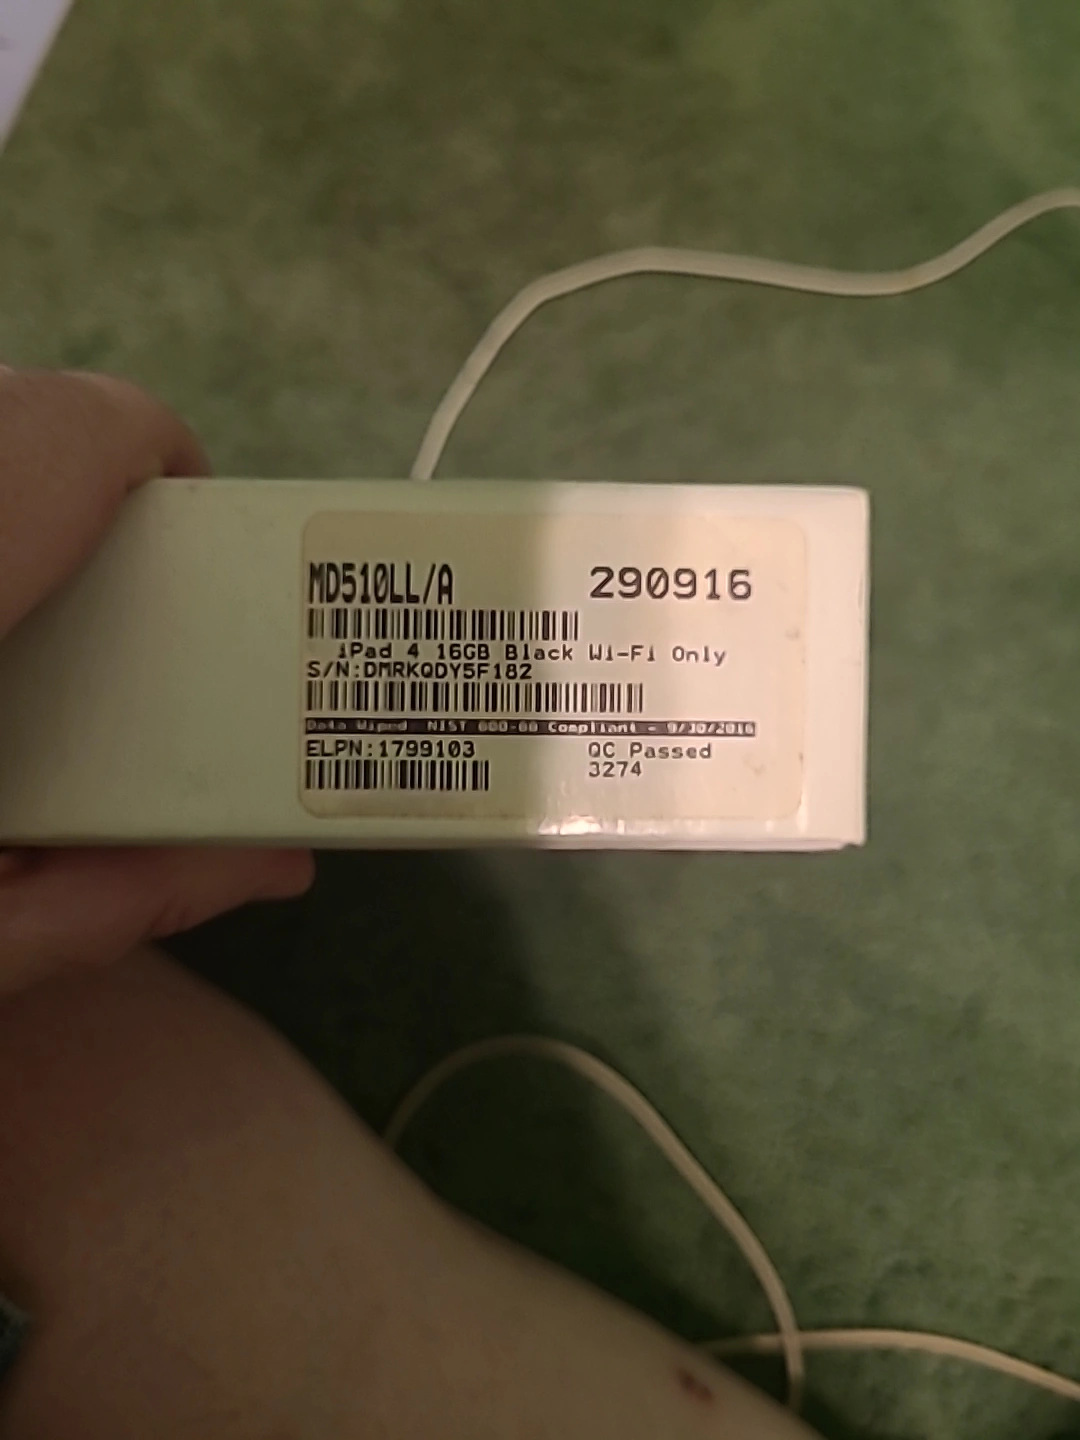 MD510LL/A 290916
iPad 4 16GB Black Wi-Fi Only
S/N:DMRKQDY5F182
Data Wiped NIST 800-88 Compliant - 9/30/2016
ELPN:1799103 QC Passed
3274